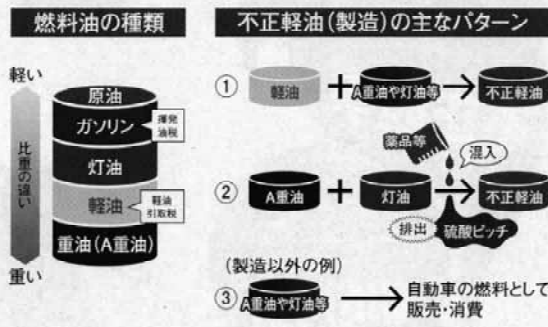 燃料油の種類
軽い
比重の違い
重い
原油
ガソリン
揮発
油税
灯油
軽油
軽油
引取税
重油(A重油)
不正軽油(製造)の主なパターン
① 軽油 + A重油や灯油等 → 不正軽油
薬品等
混入
② A重油 + 灯油 → 不正軽油
排出
硫酸ピッチ
(製造以外の例)
③ A重油や灯油等 → 自動車の燃料として
販売・消費